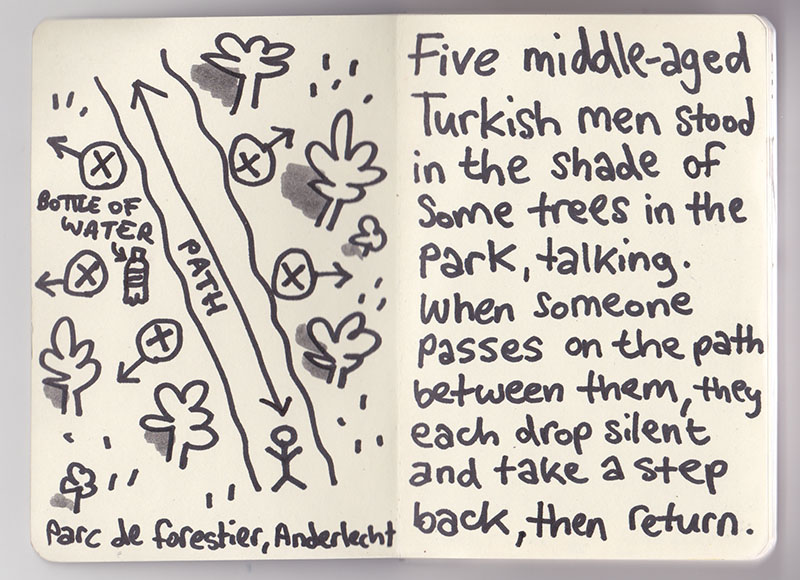 BOTTLE OF
WATER
PATH
X
X
X
X
X
Parc de Forestier, Anderlecht
Five middle-aged
Turkish men stood
in the shade of
Some trees in the
park, talking.
When someone
passes on the path
between them, they
each drop silent
and take a step
back, then return.